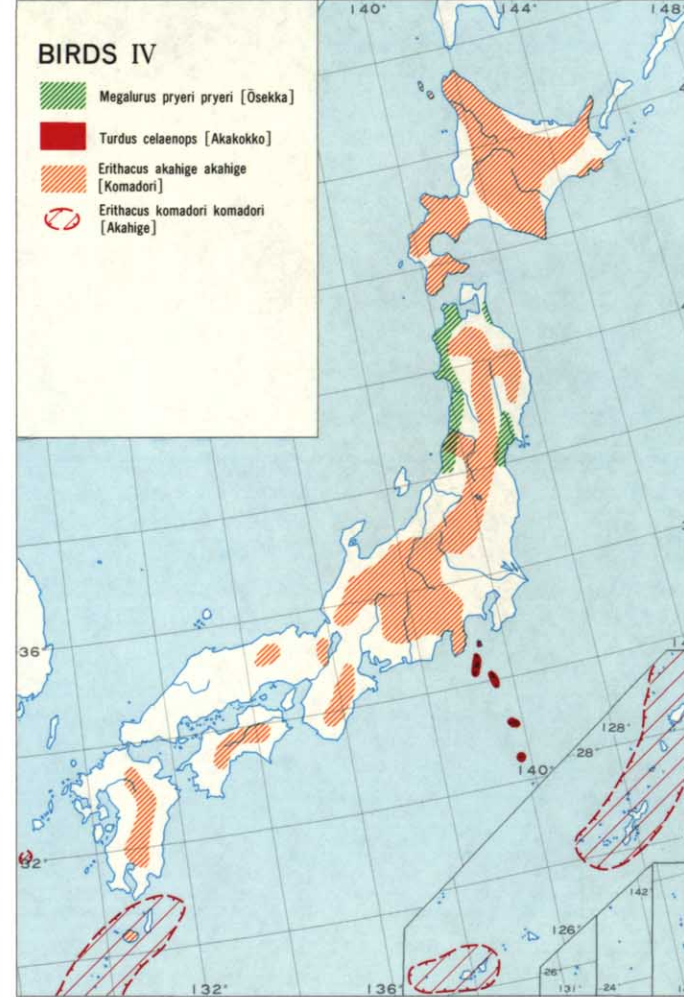 BIRDS IV
Megalurus pryeri pryeri [Ōsekka]
Turdus celaenops [Akakokko]
Erithacus akahige akahige
[Komadori]
Erithacus komadori komadori
[Akahige]
140°
144°
148°
36
32°
132°
136°
140°
128°
28°
126°
26°
142°
131°
24°